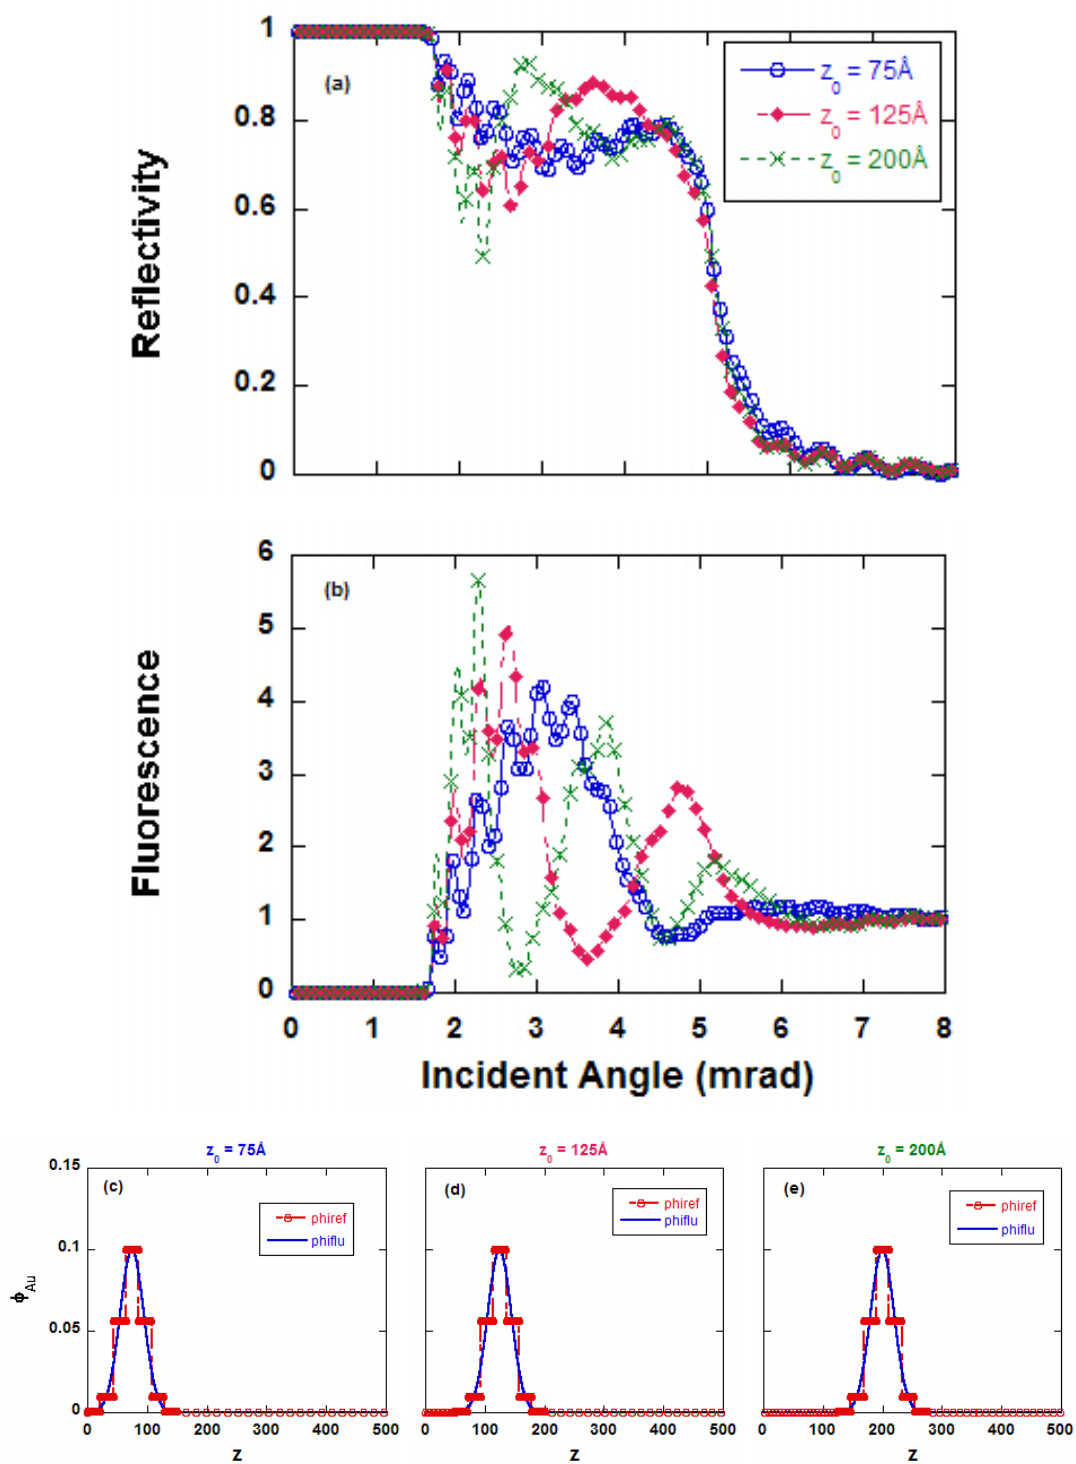 1
0.8
0.6
0.4
0.2
0
Reflectivity
(a)
z0 = 75Å
z0 = 125Å
z0 = 200Å
6
5
4
3
2
1
0
Fluorescence
(b)
0 1 2 3 4 5 6 7 8
Incident Angle (mrad)
z0 = 75Å
0.15
0.1
0.05
0
ϕAu
(c)
phiref
phiflu
0 100 200 300 400 500
z
z0 = 125Å
(d)
phiref
phiflu
0 100 200 300 400 500
z
z0 = 200Å
(e)
phiref
phiflu
0 100 200 300 400 500
z